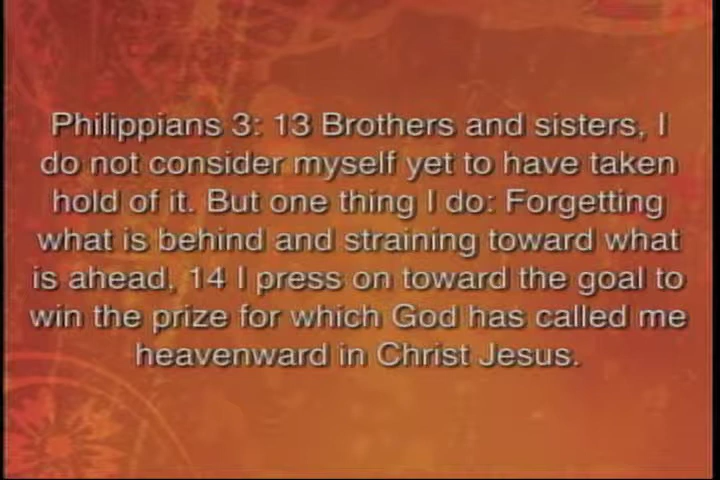 Philippians 3: 13 Brothers and sisters, I
do not consider myself yet to have taken
hold of it. But one thing I do: Forgetting
what is behind and straining toward what
is ahead, 14 I press on toward the goal to
win the prize for which God has called me
heavenward in Christ Jesus.